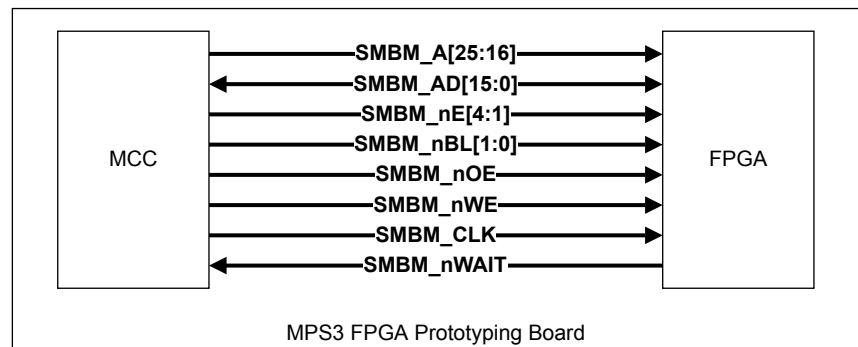 SMBM_A[25:16]
SMBM_AD[15:0]
SMBM_nE[4:1]
SMBM_nBL[1:0]
MCC
FPGA
SMBM_nOE
SMBM_nWE
SMBM_CLK
SMBM_nWAIT
MPS3 FPGA Prototyping Board